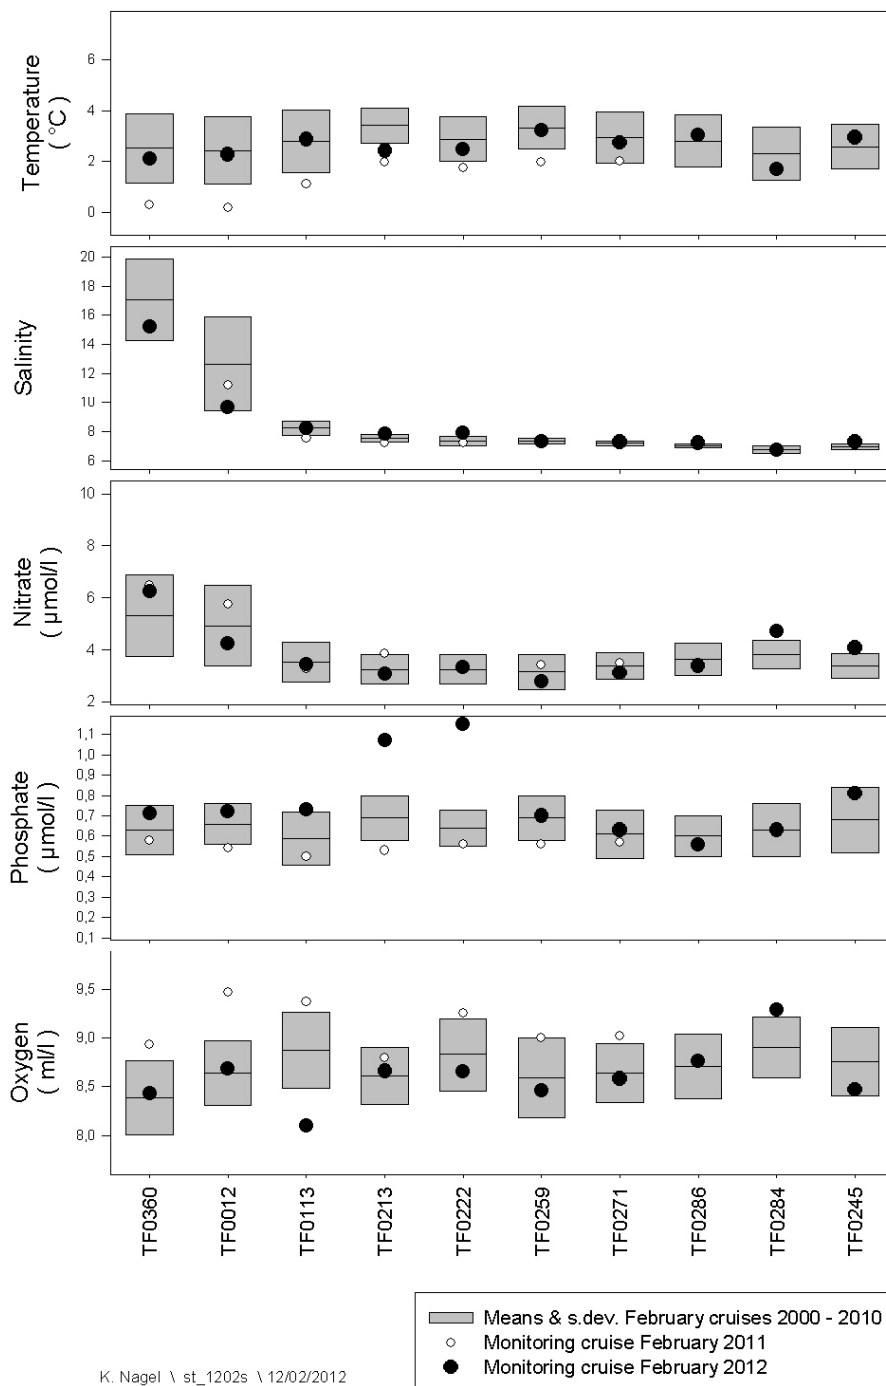 Temperature
( °C )
6
4
2
0
Salinity
20
18
16
14
12
10
8
6
Nitrate
( µmol/l )
10
8
6
4
2
Phosphate
( µmol/l )
1,1
1,0
0,9
0,8
0,7
0,6
0,5
0,4
0,3
0,2
0,1
Oxygen
( ml/l )
9,5
9,0
8,5
8,0
TF0360
TF0012
TF0113
TF0213
TF0222
TF0259
TF0271
TF0286
TF0284
TF0245
Means & s.dev. February cruises 2000 - 2010
Monitoring cruise February 2011
Monitoring cruise February 2012
K. Nagel \ st_1202s \ 12/02/2012